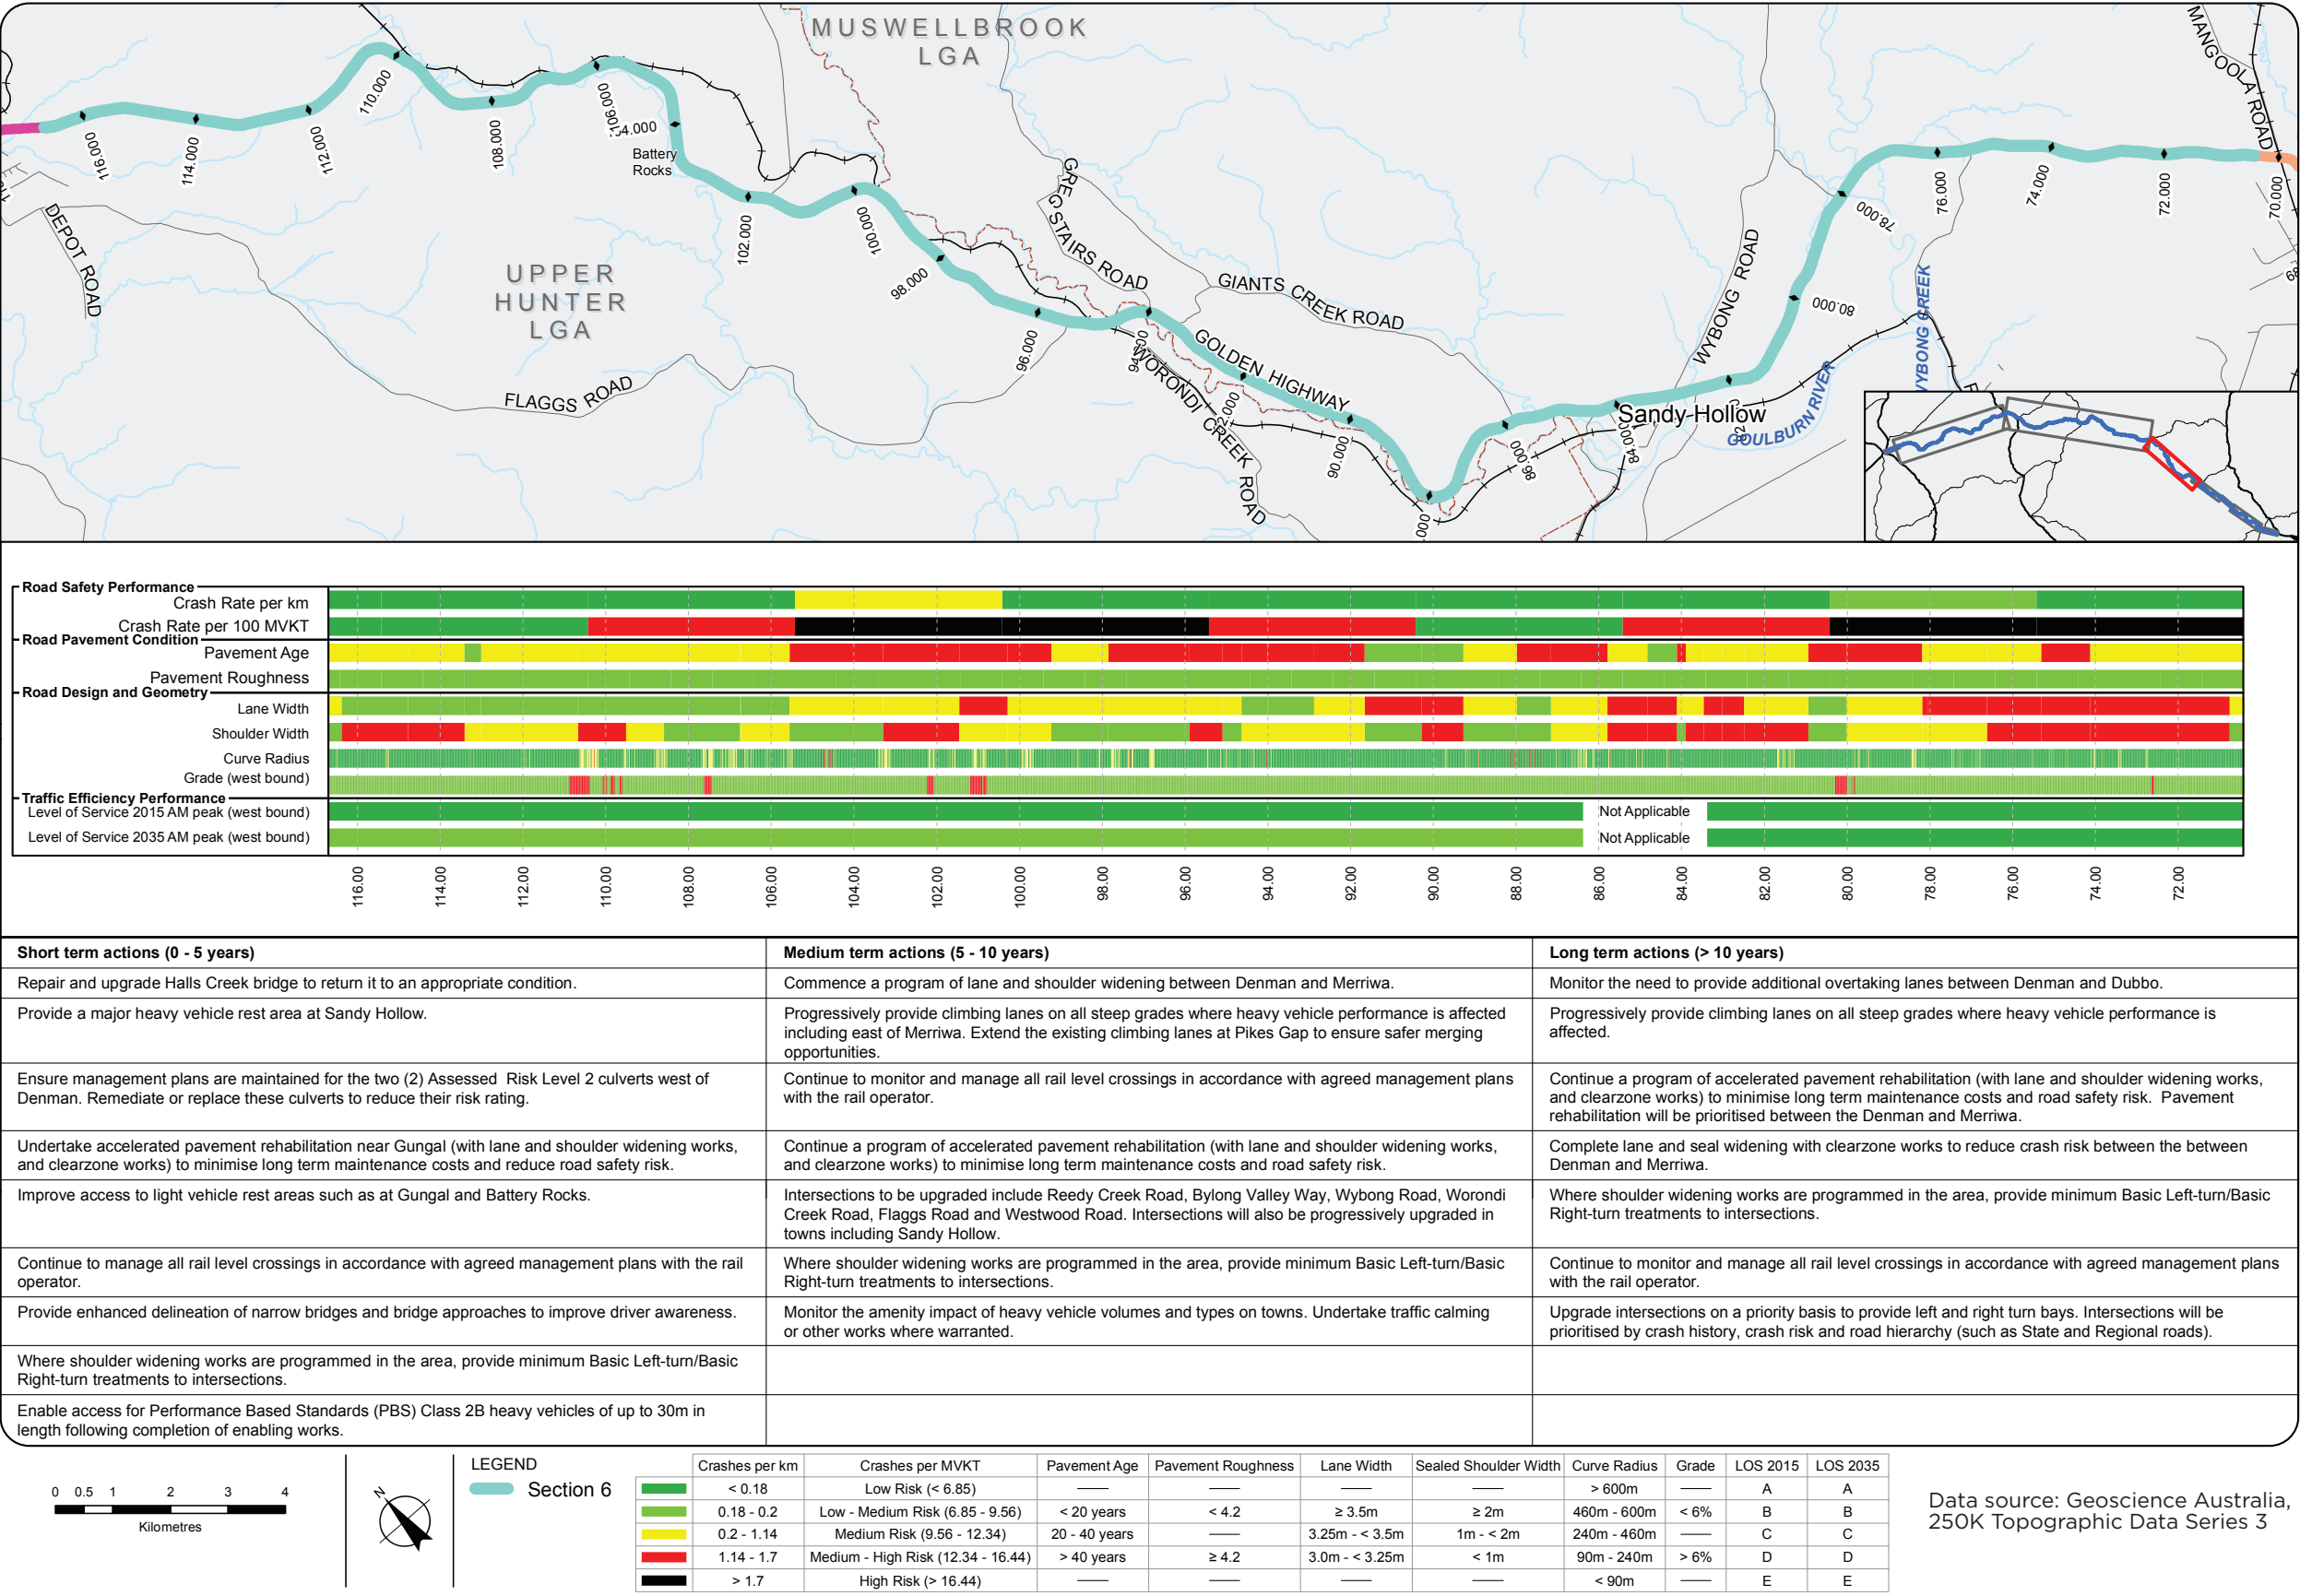 MUSWELLBROOK
LGA
MANGOOLA ROAD
110.000
106.000
Battery
Rocks
116.000
114.000
112.000
108.000
102.000
100.000
98.000
96.000
90.000
86.000
84.000
80.000
78.000
76.000
74.000
72.000
70.000
DEPOT ROAD
UPPER
HUNTER
LGA
FLAGGS ROAD
GREG STAIRS ROAD
GIANTS CREEK ROAD
GOLDEN HIGHWAY
WORONDI CREEK ROAD
WYBONG ROAD
Sandy Hollow
GOULBURN RIVER
Road Safety Performance
Crash Rate per km
Crash Rate per 100 MVKT
Road Pavement Condition
Pavement Age
Pavement Roughness
Road Design and Geometry
Lane Width
Shoulder Width
Curve Radius
Grade (west bound)
Traffic Efficiency Performance
Level of Service 2015 AM peak (west bound) Not Applicable
Level of Service 2035 AM peak (west bound) Not Applicable
116.00 114.00 112.00 110.00 108.00 106.00 104.00 102.00 100.00 98.00 96.00 94.00 92.00 90.00 88.00 86.00 84.00 82.00 80.00 78.00 76.00 74.00 72.00
Short term actions (0 - 5 years) Medium term actions (5 - 10 years) Long term actions (> 10 years)
Repair and upgrade Halls Creek bridge to return it to an appropriate condition.
Commence a program of lane and shoulder widening between Denman and Merriwa.
Monitor the need to provide additional overtaking lanes between Denman and Dubbo.
Provide a major heavy vehicle rest area at Sandy Hollow.
Progressively provide climbing lanes on all steep grades where heavy vehicle performance is affected
including east of Merriwa. Extend the existing climbing lanes at Pikes Gap to ensure safer merging
opportunities.
Progressively provide climbing lanes on all steep grades where heavy vehicle performance is
affected.
Ensure management plans are maintained for the two (2) Assessed Risk Level 2 culverts west of
Denman. Remediate or replace these culverts to reduce their risk rating.
Continue to monitor and manage all rail level crossings in accordance with agreed management plans
with the rail operator.
Continue a program of accelerated pavement rehabilitation (with lane and shoulder widening works,
and clearzone works) to minimise long term maintenance costs and road safety risk. Pavement
rehabilitation will be prioritised between the Denman and Merriwa.
Undertake accelerated pavement rehabilitation near Gungal (with lane and shoulder widening works,
and clearzone works) to minimise long term maintenance costs and reduce road safety risk.
Continue a program of accelerated pavement rehabilitation (with lane and shoulder widening works,
and clearzone works) to minimise long term maintenance costs and road safety risk.
Complete lane and seal widening with clearzone works to reduce crash risk between the between
Denman and Merriwa.
Improve access to light vehicle rest areas such as at Gungal and Battery Rocks.
Intersections to be upgraded include Reedy Creek Road, Bylong Valley Way, Wybong Road, Worondi
Creek Road, Flaggs Road and Westwood Road. Intersections will also be progressively upgraded in
towns including Sandy Hollow.
Where shoulder widening works are programmed in the area, provide minimum Basic Left-turn/Basic
Right-turn treatments to intersections.
Continue to manage all rail level crossings in accordance with agreed management plans with the rail
operator.
Where shoulder widening works are programmed in the area, provide minimum Basic Left-turn/Basic
Right-turn treatments to intersections.
Continue to monitor and manage all rail level crossings in accordance with agreed management plans
with the rail operator.
Provide enhanced delineation of narrow bridges and bridge approaches to improve driver awareness.
Monitor the amenity impact of heavy vehicle volumes and types on towns. Undertake traffic calming
or other works where warranted.
Upgrade intersections on a priority basis to provide left and right turn bays. Intersections will be
prioritised by crash history, crash risk and road hierarchy (such as State and Regional roads).
Where shoulder widening works are programmed in the area, provide minimum Basic Left-turn/Basic
Right-turn treatments to intersections.
Enable access for Performance Based Standards (PBS) Class 2B heavy vehicles of up to 30m in
length following completion of enabling works.
0 0.5 1 2 3 4
Kilometres
N
LEGEND
Section 6
Crashes per km Crashes per MVKT Pavement Age Pavement Roughness Lane Width Sealed Shoulder Width Curve Radius Grade LOS 2015 LOS 2035
< 0.18 Low Risk (< 6.85) — — — — > 600m — A A
0.18 - 0.2 Low - Medium Risk (6.85 - 9.56) < 20 years < 4.2 ≥ 3.5m ≥ 2m 460m - 600m < 6% B B
0.2 - 1.14 Medium Risk (9.56 - 12.34) 20 - 40 years — 3.25m - < 3.5m 1m - < 2m 240m - 460m — C C
1.14 - 1.7 Medium - High Risk (12.34 - 16.44) > 40 years ≥ 4.2 3.0m - < 3.25m < 1m 90m - 240m > 6% D D
> 1.7 High Risk (> 16.44) — — — — < 90m — E E
Data source: Geoscience Australia,
250K Topographic Data Series 3